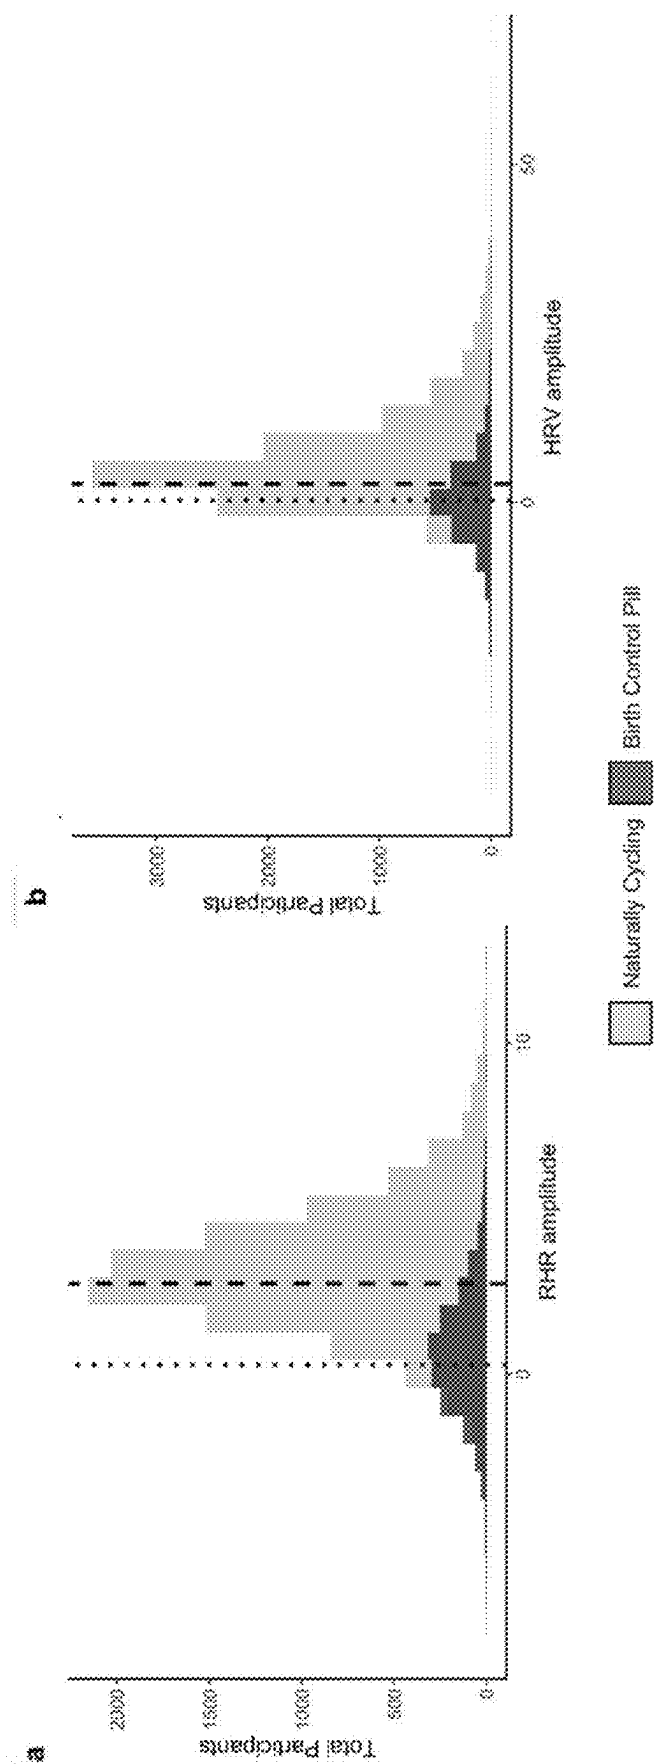 a
Total Participants
2000
1500
1000
500
0
0
10
RHR amplitude
b
Total Participants
3000
2000
1000
0
0
50
HRV amplitude
Naturally Cycling
Birth Control Pill